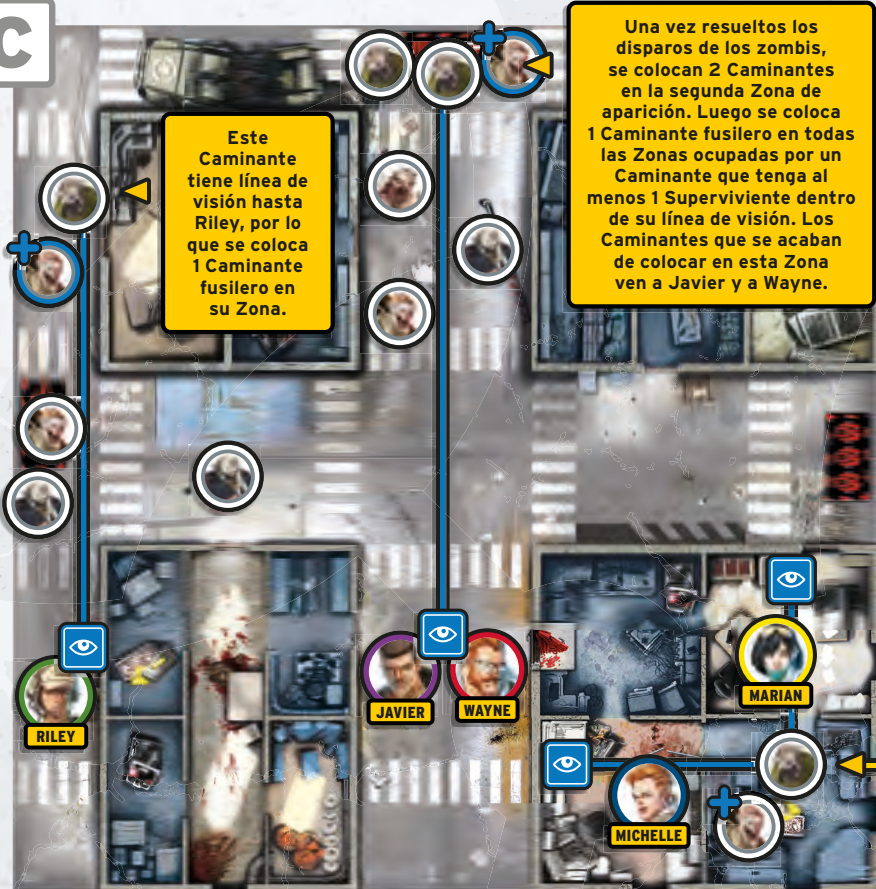 C
Una vez resueltos los
disparos de los zombis,
se colocan 2 Caminantes
en la segunda Zona de
aparición. Luego se coloca
1 Caminante fusilero en todas
las Zonas ocupadas por un
Caminante que tenga al
menos 1 Superviviente dentro
de su línea de visión. Los
Caminantes que se acaban
de colocar en esta Zona
ven a Javier y a Wayne.
Este
Caminante
tiene línea de
visión hasta
Riley, por lo
que se coloca
1 Caminante
fusilero en
su Zona.
RILEY
JAVIER
WAYNE
MARIAN
MICHELLE